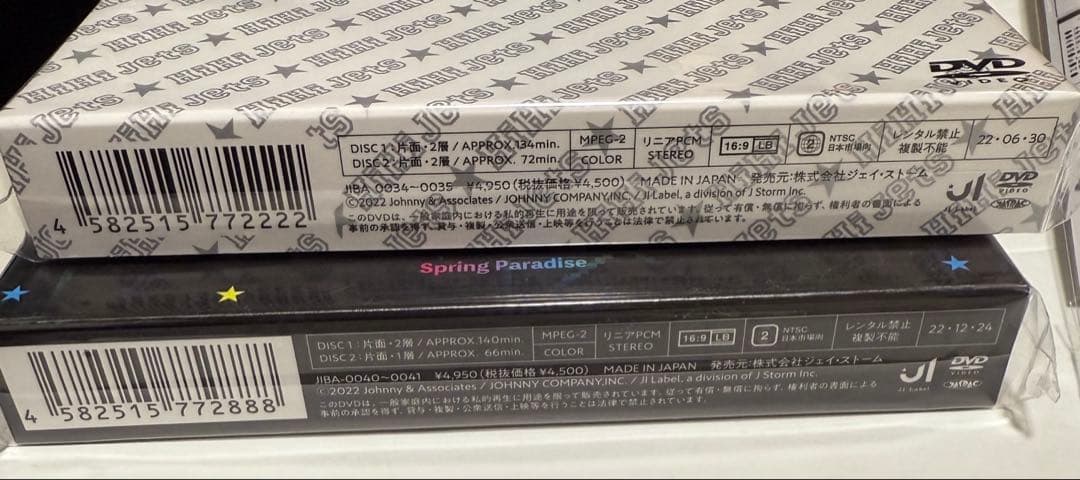 HiHi Jets ★ HiHi Jets ★ HiHi Jets
DVD
VIDEO
DISC 1:片面・2層 / APPROX.134min.
DISC 2:片面・2層 / APPROX. 72min.
MPEG-2
COLOR
リニアPCM
STEREO
16:9 LB
2
NTSC
日本市場向
レンタル禁止
複製不能
22・06・30
JIBA-0034~0035 ¥4,950(税抜価格 ¥4,500) MADE IN JAPAN 発売元:株式会社ジェイ・ストーム
©2022 Johnny & Associates / JOHNNY COMPANY,INC. / JI Label, a division of J Storm Inc.
このDVDは、一般家庭内における私的再生に用途を限って販売されています。従って有償・無償に拘らず、権利者の書面による
事前の承認を得ず、貸与・複製・公衆送信・上映等を行うことは法律で禁止されています。
JI
JI Label
DVD
VIDEO
4 582515 772222
Spring Paradise
DISC 1:片面・2層 / APPROX.140min.
DISC 2:片面・1層 / APPROX. 66min.
MPEG-2
COLOR
リニアPCM
STEREO
16:9 LB
2
NTSC
日本市場向
レンタル禁止
複製不能
22・12・24
JIBA-0040~0041 ¥4,950(税抜価格 ¥4,500) MADE IN JAPAN 発売元:株式会社ジェイ・ストーム
©2022 Johnny & Associates / JOHNNY COMPANY,INC. / JI Label, a division of J Storm Inc.
このDVDは、一般家庭内における私的再生に用途を限って販売されています。従って有償・無償に拘らず、権利者の書面による
事前の承認を得ず、貸与・複製・公衆送信・上映等を行うことは法律で禁止されています。
JI
JI Label
DVD
VIDEO
4 582515 772888